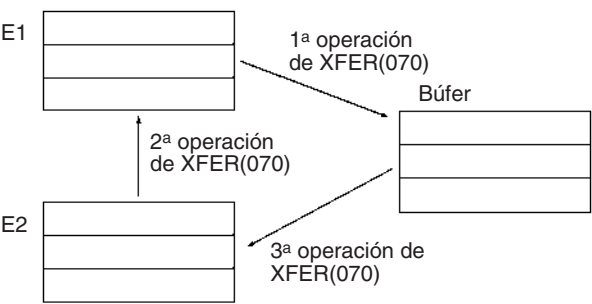 E1
1ª operación
de XFER(070)
Búfer
2ª operación
de XFER(070)
E2
3ª operación de
XFER(070)